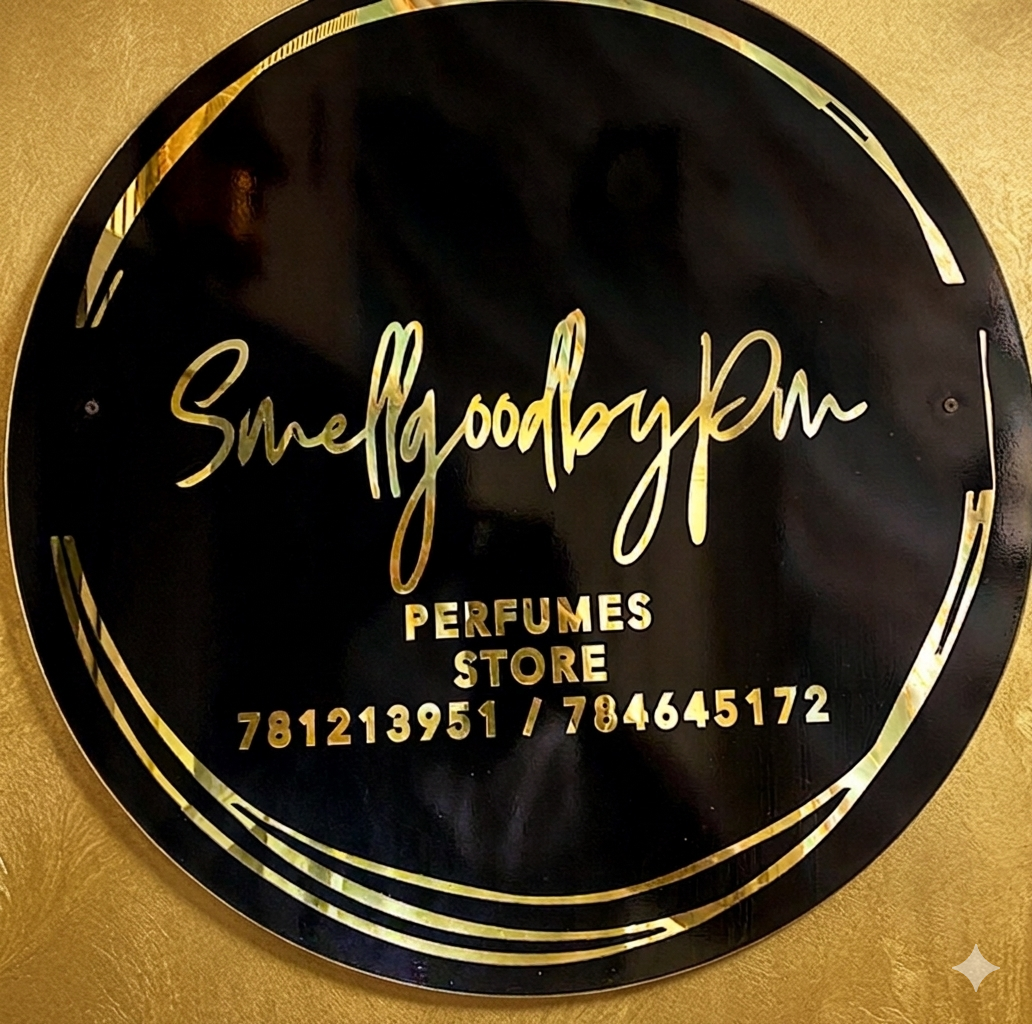 Smellgoodbypm
PERFUMES
STORE
781213951 / 784645172